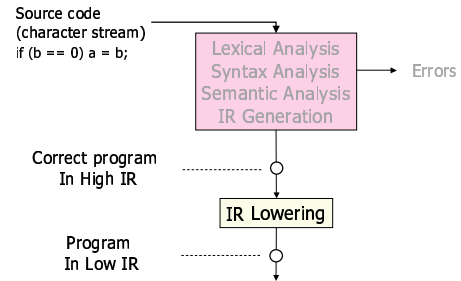 Source code
(character stream)
if (b == 0) a = b;
Lexical Analysis
Syntax Analysis
Semantic Analysis
IR Generation
Errors
Correct program
In High IR
IR Lowering
Program
In Low IR